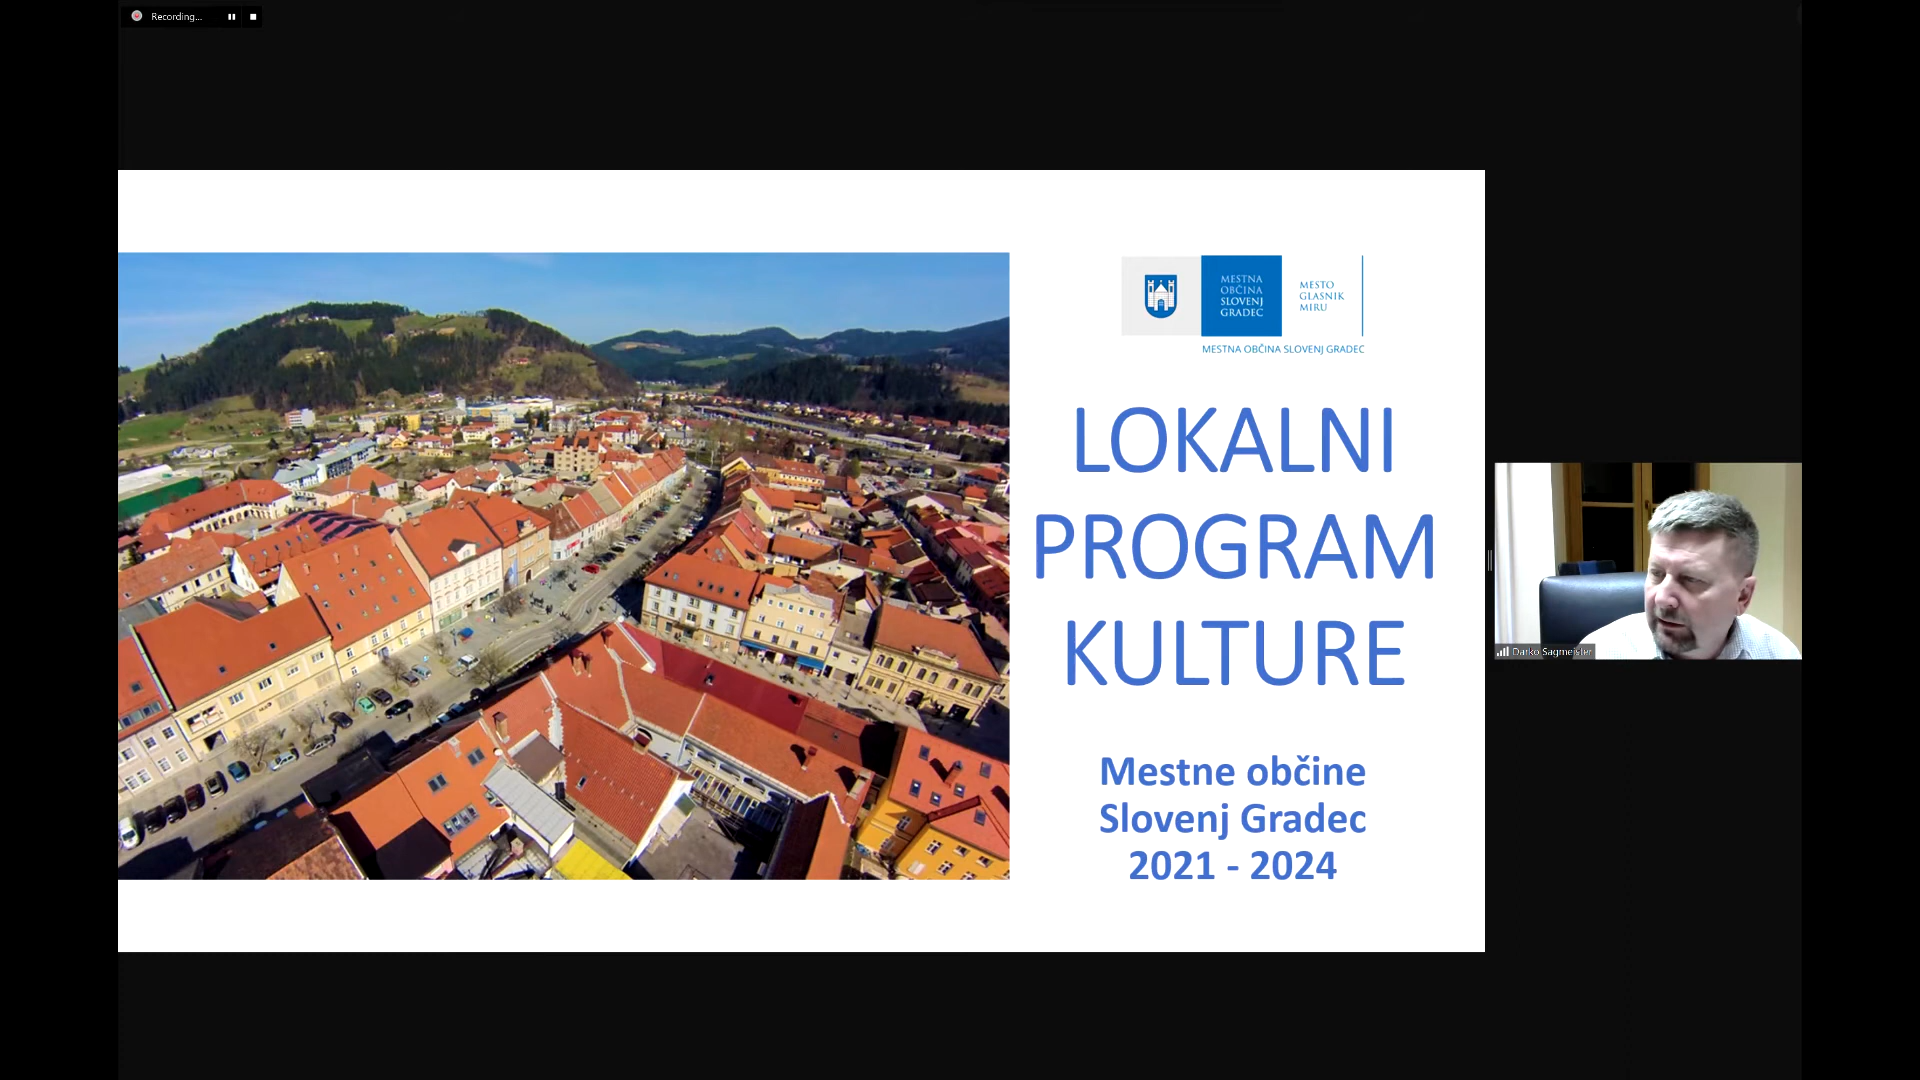 Recording...
MESTNA
OBČINA
SLOVENJ
GRADEC
MESTO
GLASNIK
MIRU
MESTNA OBČINA SLOVENJ GRADEC
LOKALNI
PROGRAM
KULTURE
Mestne občine
Slovenj Gradec
2021 - 2024
Darko Sagmeister